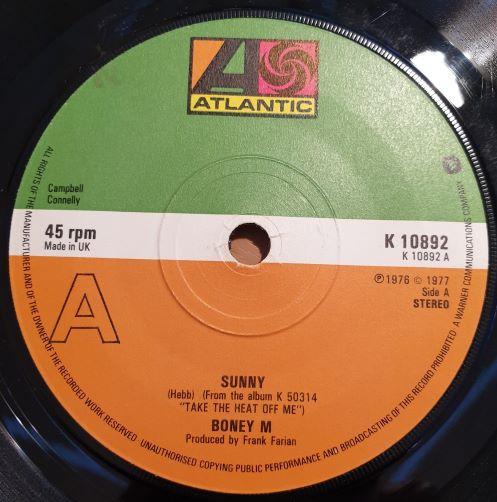 ATLANTIC
Campbell
Connelly
45 rpm
Made in UK
K 10892
K 10892 A
℗ 1976 © 1977
Side A
STEREO
A
SUNNY
(Hebb) (From the album K 50314
"TAKE THE HEAT OFF ME")
BONEY M
Produced by Frank Farian
ALL RIGHTS OF THE MANUFACTURER AND OF THE OWNER OF THE RECORDED WORK RESERVED. UNAUTHORISED COPYING PUBLIC PERFORMANCE AND BROADCASTING OF THIS RECORD PROHIBITED. A WARNER COMMUNICATIONS COMPANY